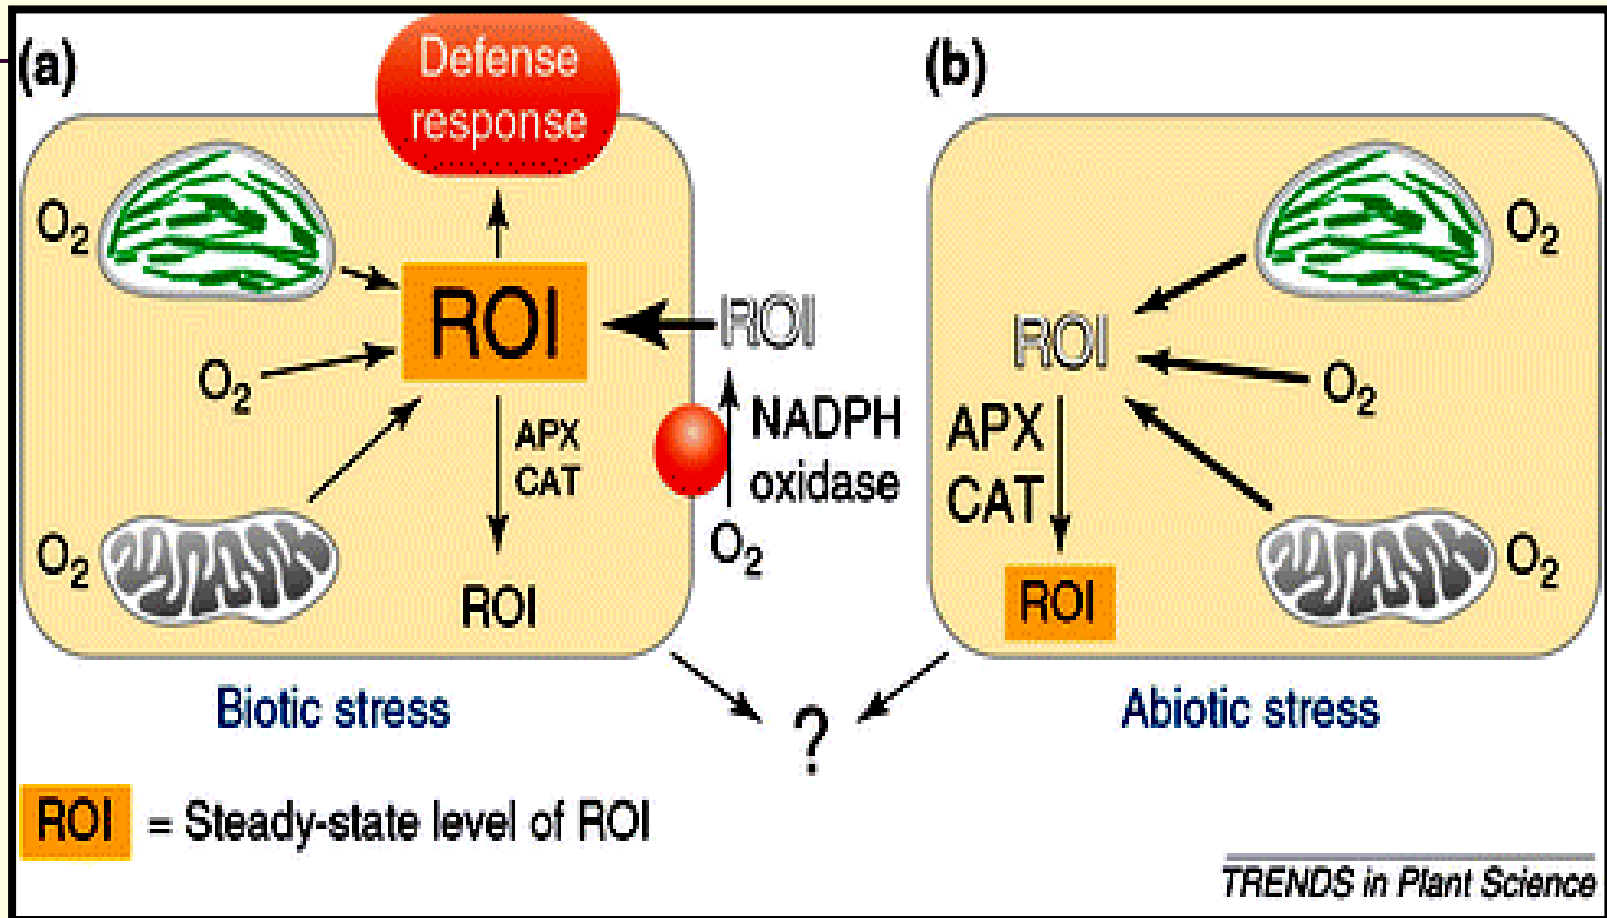 (a)
Defense
response
O₂
ROI
ROI
O₂
APX
CAT
NADPH
oxidase
O₂
O₂
ROI
Biotic stress
(b)
O₂
ROI
O₂
APX
CAT
O₂
ROI
Abiotic stress
?
ROI = Steady-state level of ROI
TRENDS in Plant Science